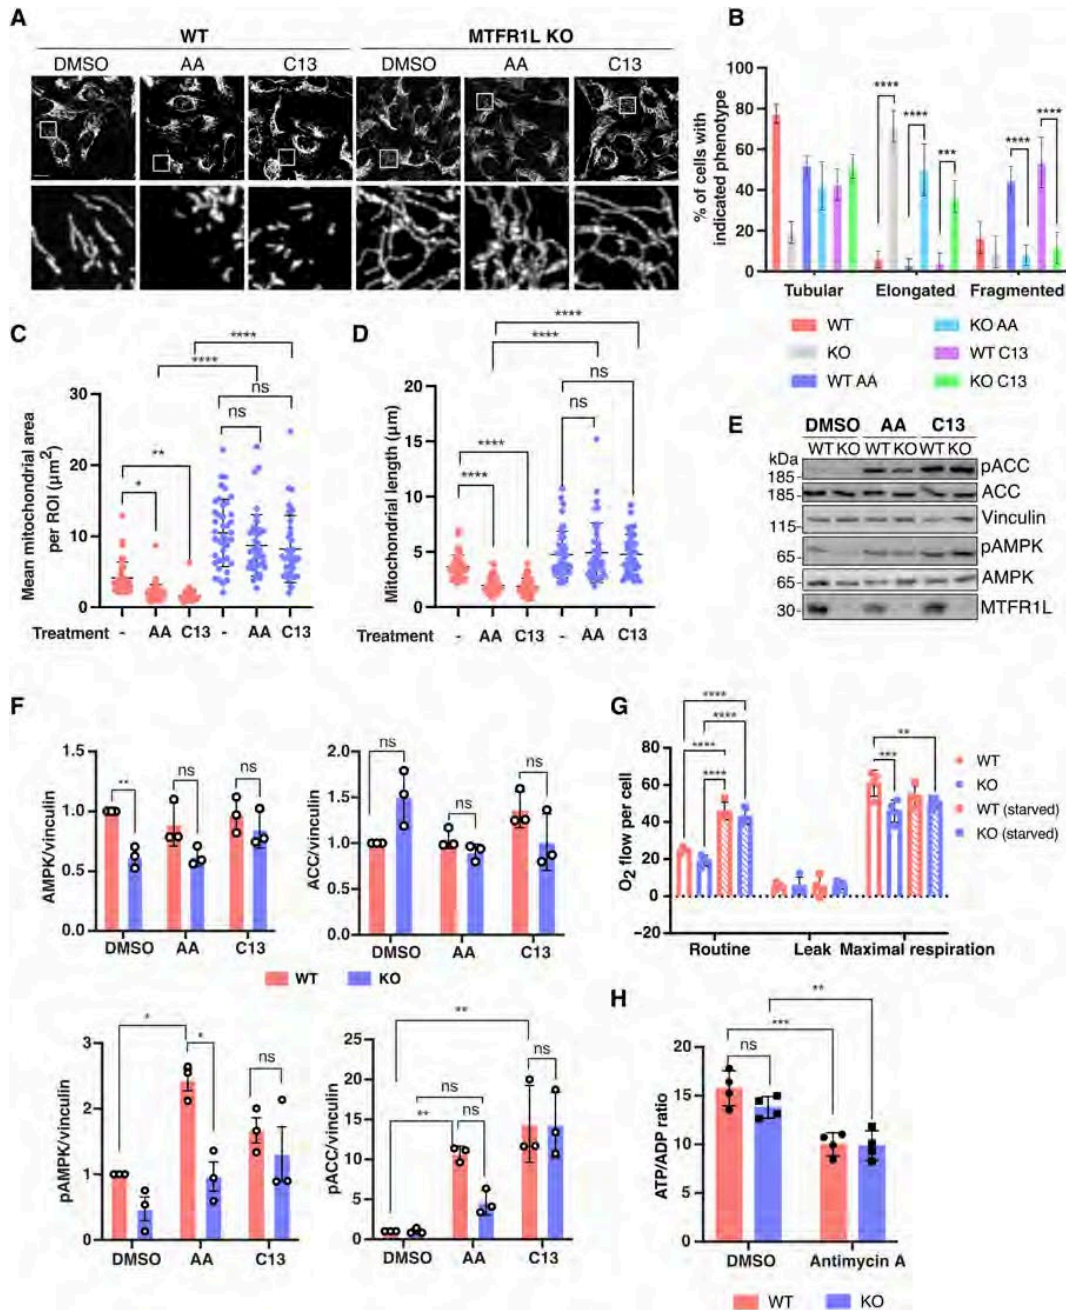 A
WT MTFR1L KO
DMSO AA C13 DMSO AA C13
B
% of cells with
indicated phenotype
100
80
60
40
20
0
**** **** *** **** ****
Tubular Elongated Fragmented
WT KO AA
KO WT C13
WT AA KO C13
C
Mean mitochondrial area
per ROI (µm²)
30
20
10
0
****
****
ns
ns
**
*
Treatment - AA C13 - AA C13
D
Mitochondrial length (µm)
20
15
10
5
0
****
****
ns
ns
****
****
Treatment - AA C13 - AA C13
E
DMSO AA C13
kDa WT KO WT KO WT KO
185 pACC
185 ACC
115 Vinculin
65 pAMPK
65 AMPK
30 MTFR1L
F
AMPK/vinculin
1.5
1.0
0.5
0.0
** ns ns
DMSO AA C13
ACC/vinculin
2.0
1.5
1.0
0.5
0.0
ns ns ns
DMSO AA C13
WT KO
pAMPK/vinculin
3
2
1
0
* * ns
DMSO AA C13
pACC/vinculin
25
20
15
10
5
0
**
ns
** ns
ns
DMSO AA C13
G
O2 flow per cell
80
60
40
20
0
−20
****
****
****
****
**
***
Routine Leak Maximal respiration
WT
KO
WT (starved)
KO (starved)
H
ATP/ADP ratio
20
15
10
5
0
**
***
ns
DMSO Antimycin A
WT KO